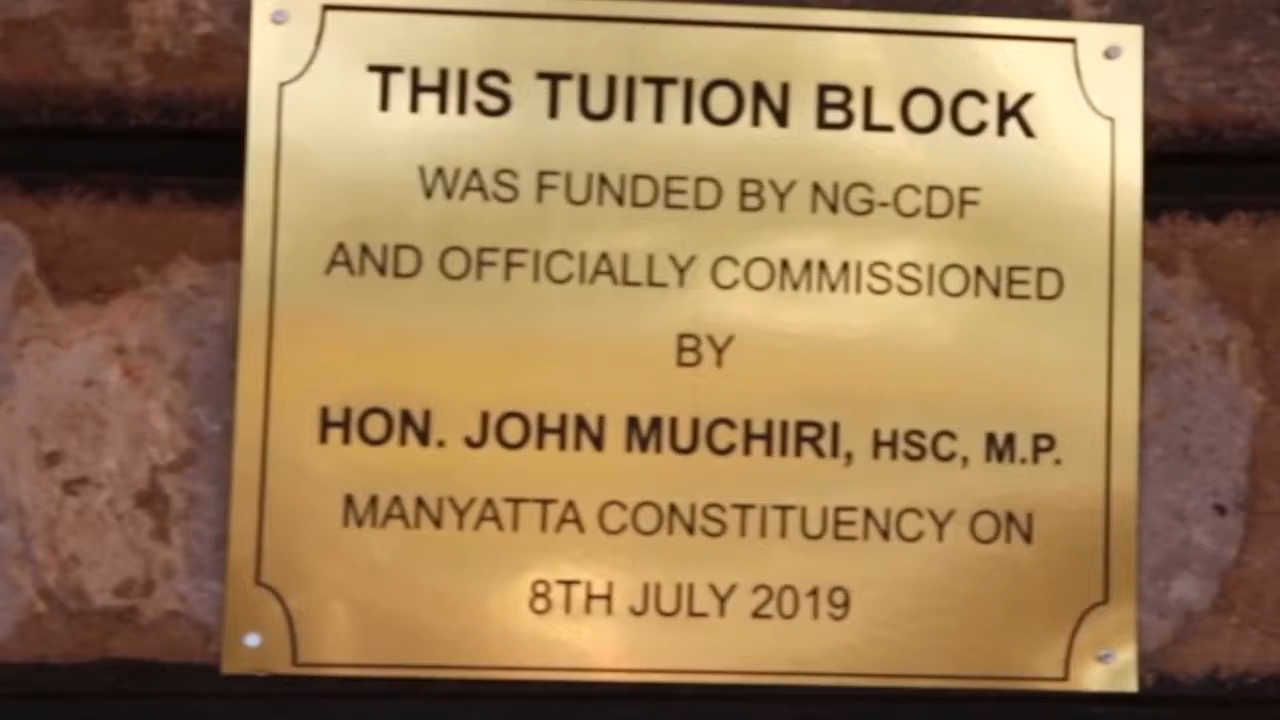 THIS TUITION BLOCK
WAS FUNDED BY NG-CDF
AND OFFICIALLY COMMISSIONED
BY
HON. JOHN MUCHIRI, HSC, M.P.
MANYATTA CONSTITUENCY ON
8TH JULY 2019